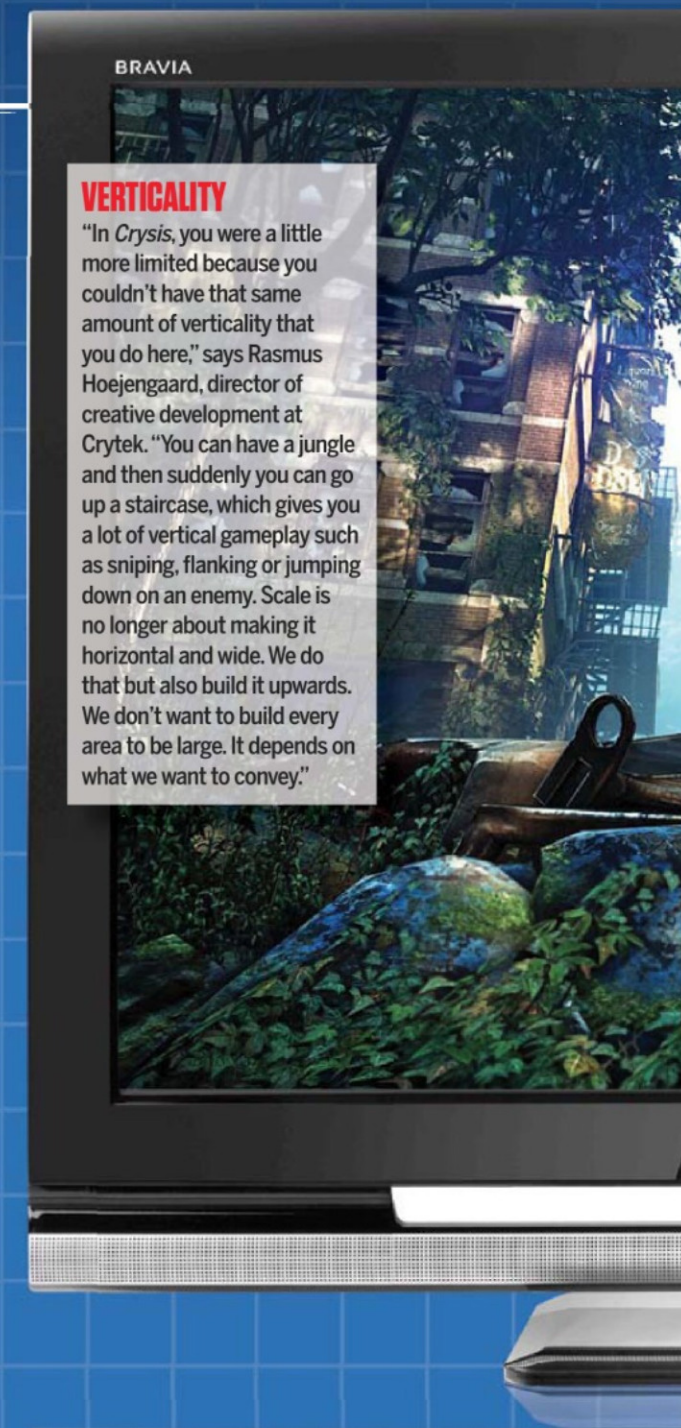 BRAVIA
VERTICALITY
“In Crysis, you were a little
more limited because you
couldn't have that same
amount of verticality that
you do here,” says Rasmus
Hoejengaard, director of
creative development at
Crytek. “You can have a jungle
and then suddenly you can go
up a staircase, which gives you
a lot of vertical gameplay such
as sniping, flanking or jumping
down on an enemy. Scale is
no longer about making it
horizontal and wide. We do
that but also build it upwards.
We don't want to build every
area to be large. It depends on
what we want to convey.”
Liquors